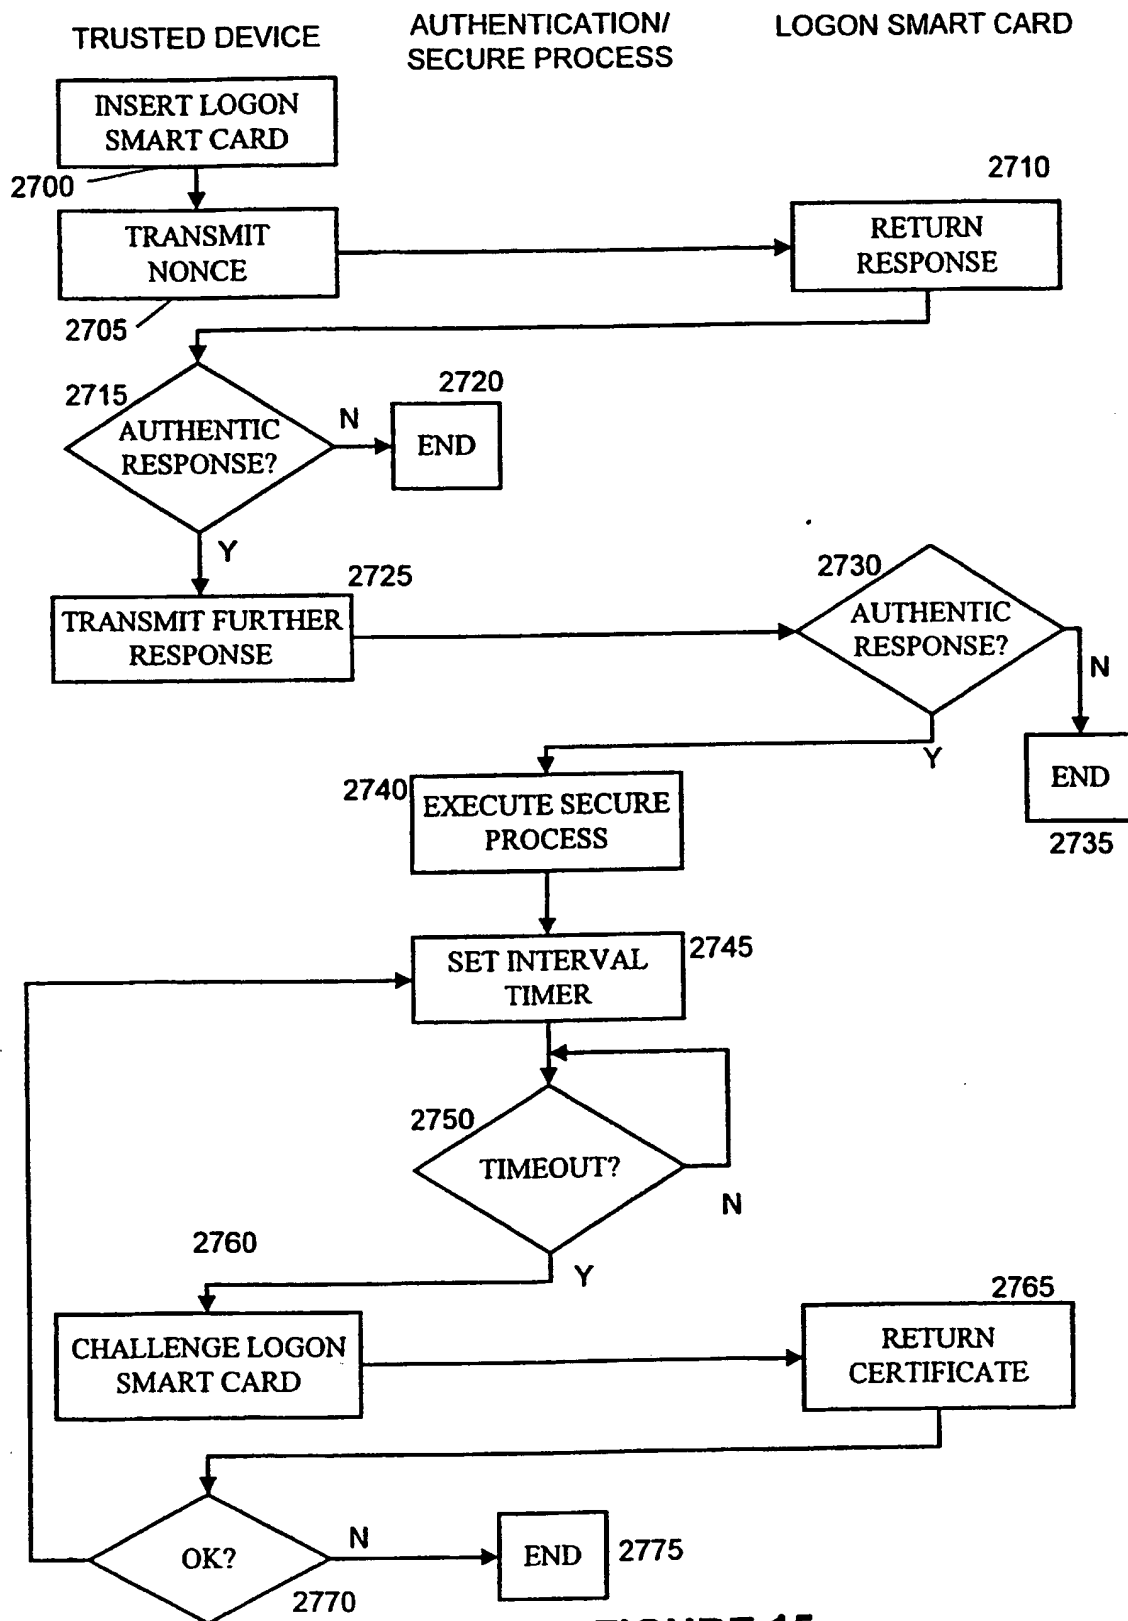 TRUSTED DEVICE
AUTHENTICATION/
SECURE PROCESS
LOGON SMART CARD
INSERT LOGON
SMART CARD
2700
2710
TRANSMIT
NONCE
RETURN
RESPONSE
2705
2715
2720
AUTHENTIC
RESPONSE?
N
END
Y
2725
2730
TRANSMIT FURTHER
RESPONSE
AUTHENTIC
RESPONSE?
N
Y
END
2735
2740
EXECUTE SECURE
PROCESS
SET INTERVAL
TIMER
2745
2750
TIMEOUT?
N
Y
2760
2765
CHALLENGE LOGON
SMART CARD
RETURN
CERTIFICATE
OK?
N
END
2775
2770
FIGURE 15